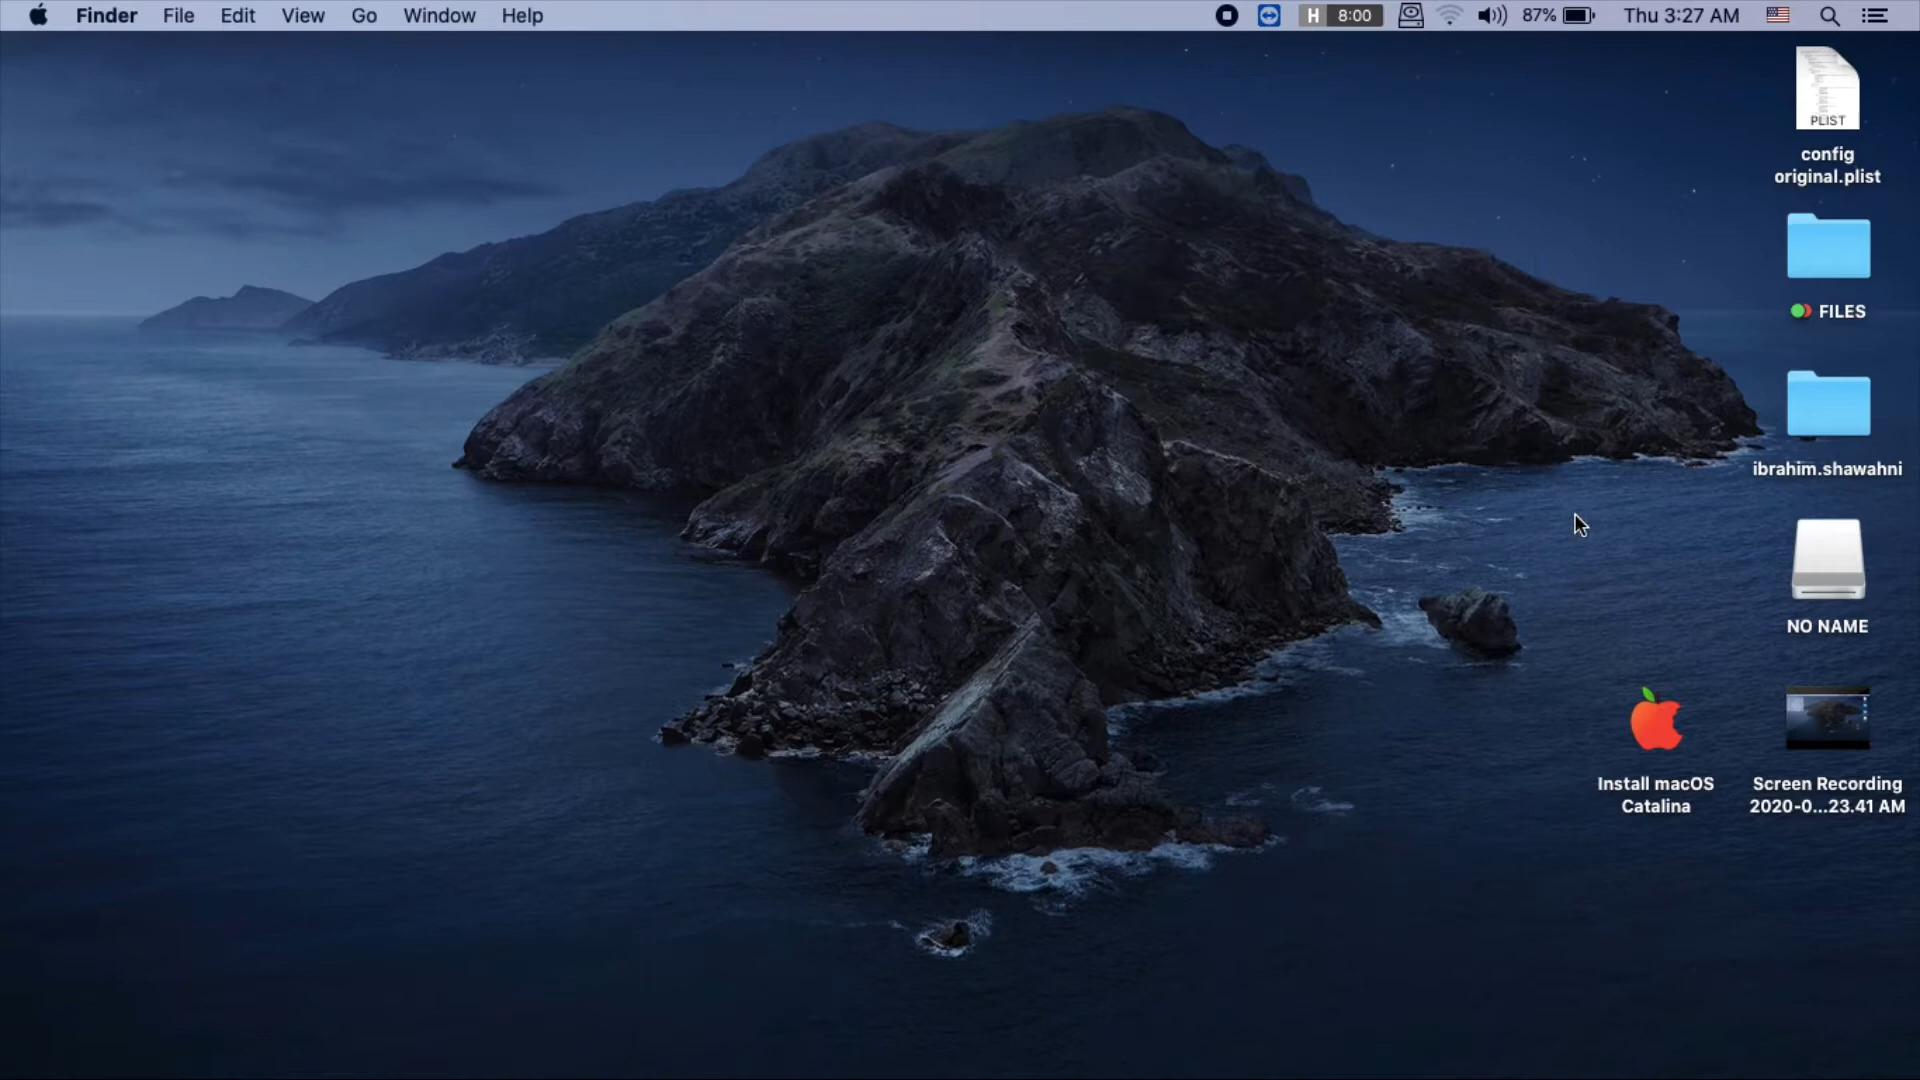 Finder File Edit View Go Window Help H 8:00 87% Thu 3:27 AM
PLIST
config
original.plist
FILES
ibrahim.shawahni
NO NAME
Install macOS
Catalina
Screen Recording
2020-0...23.41 AM